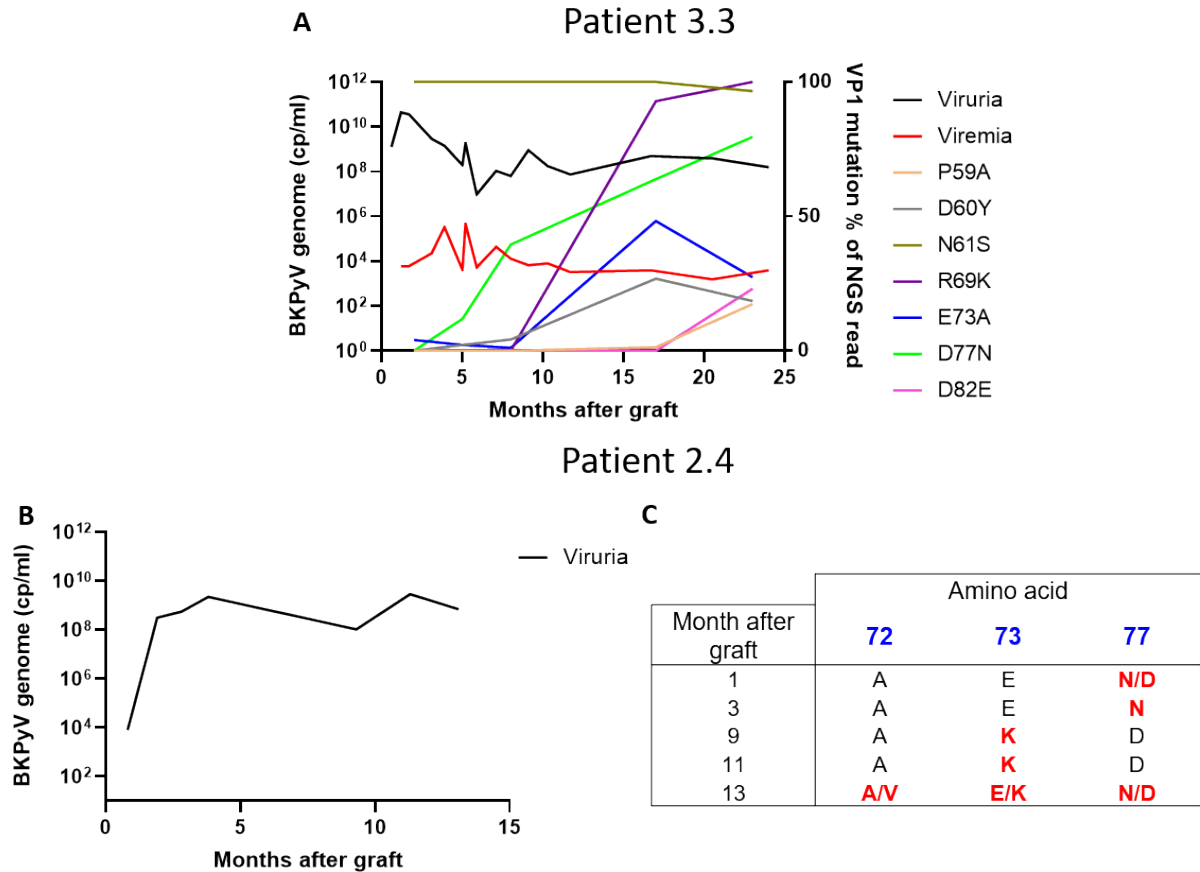 Patient 3.3
A
BKPyV genome (cp/ml)
10^12
10^10
10^8
10^6
10^4
10^2
10^0
0 5 10 15 20 25
Months after graft
100
50
0
VP1 mutation % of NGS read
Viruria
Viremia
P59A
D60Y
N61S
R69K
E73A
D77N
D82E
Patient 2.4
B
BKPyV genome (cp/ml)
10^12
10^10
10^8
10^6
10^4
10^2
0 5 10 15
Months after graft
Viruria
C
Amino acid
Month after
graft
72 73 77
1 A E N/D
3 A E N
9 A K D
11 A K D
13 A/V E/K N/D